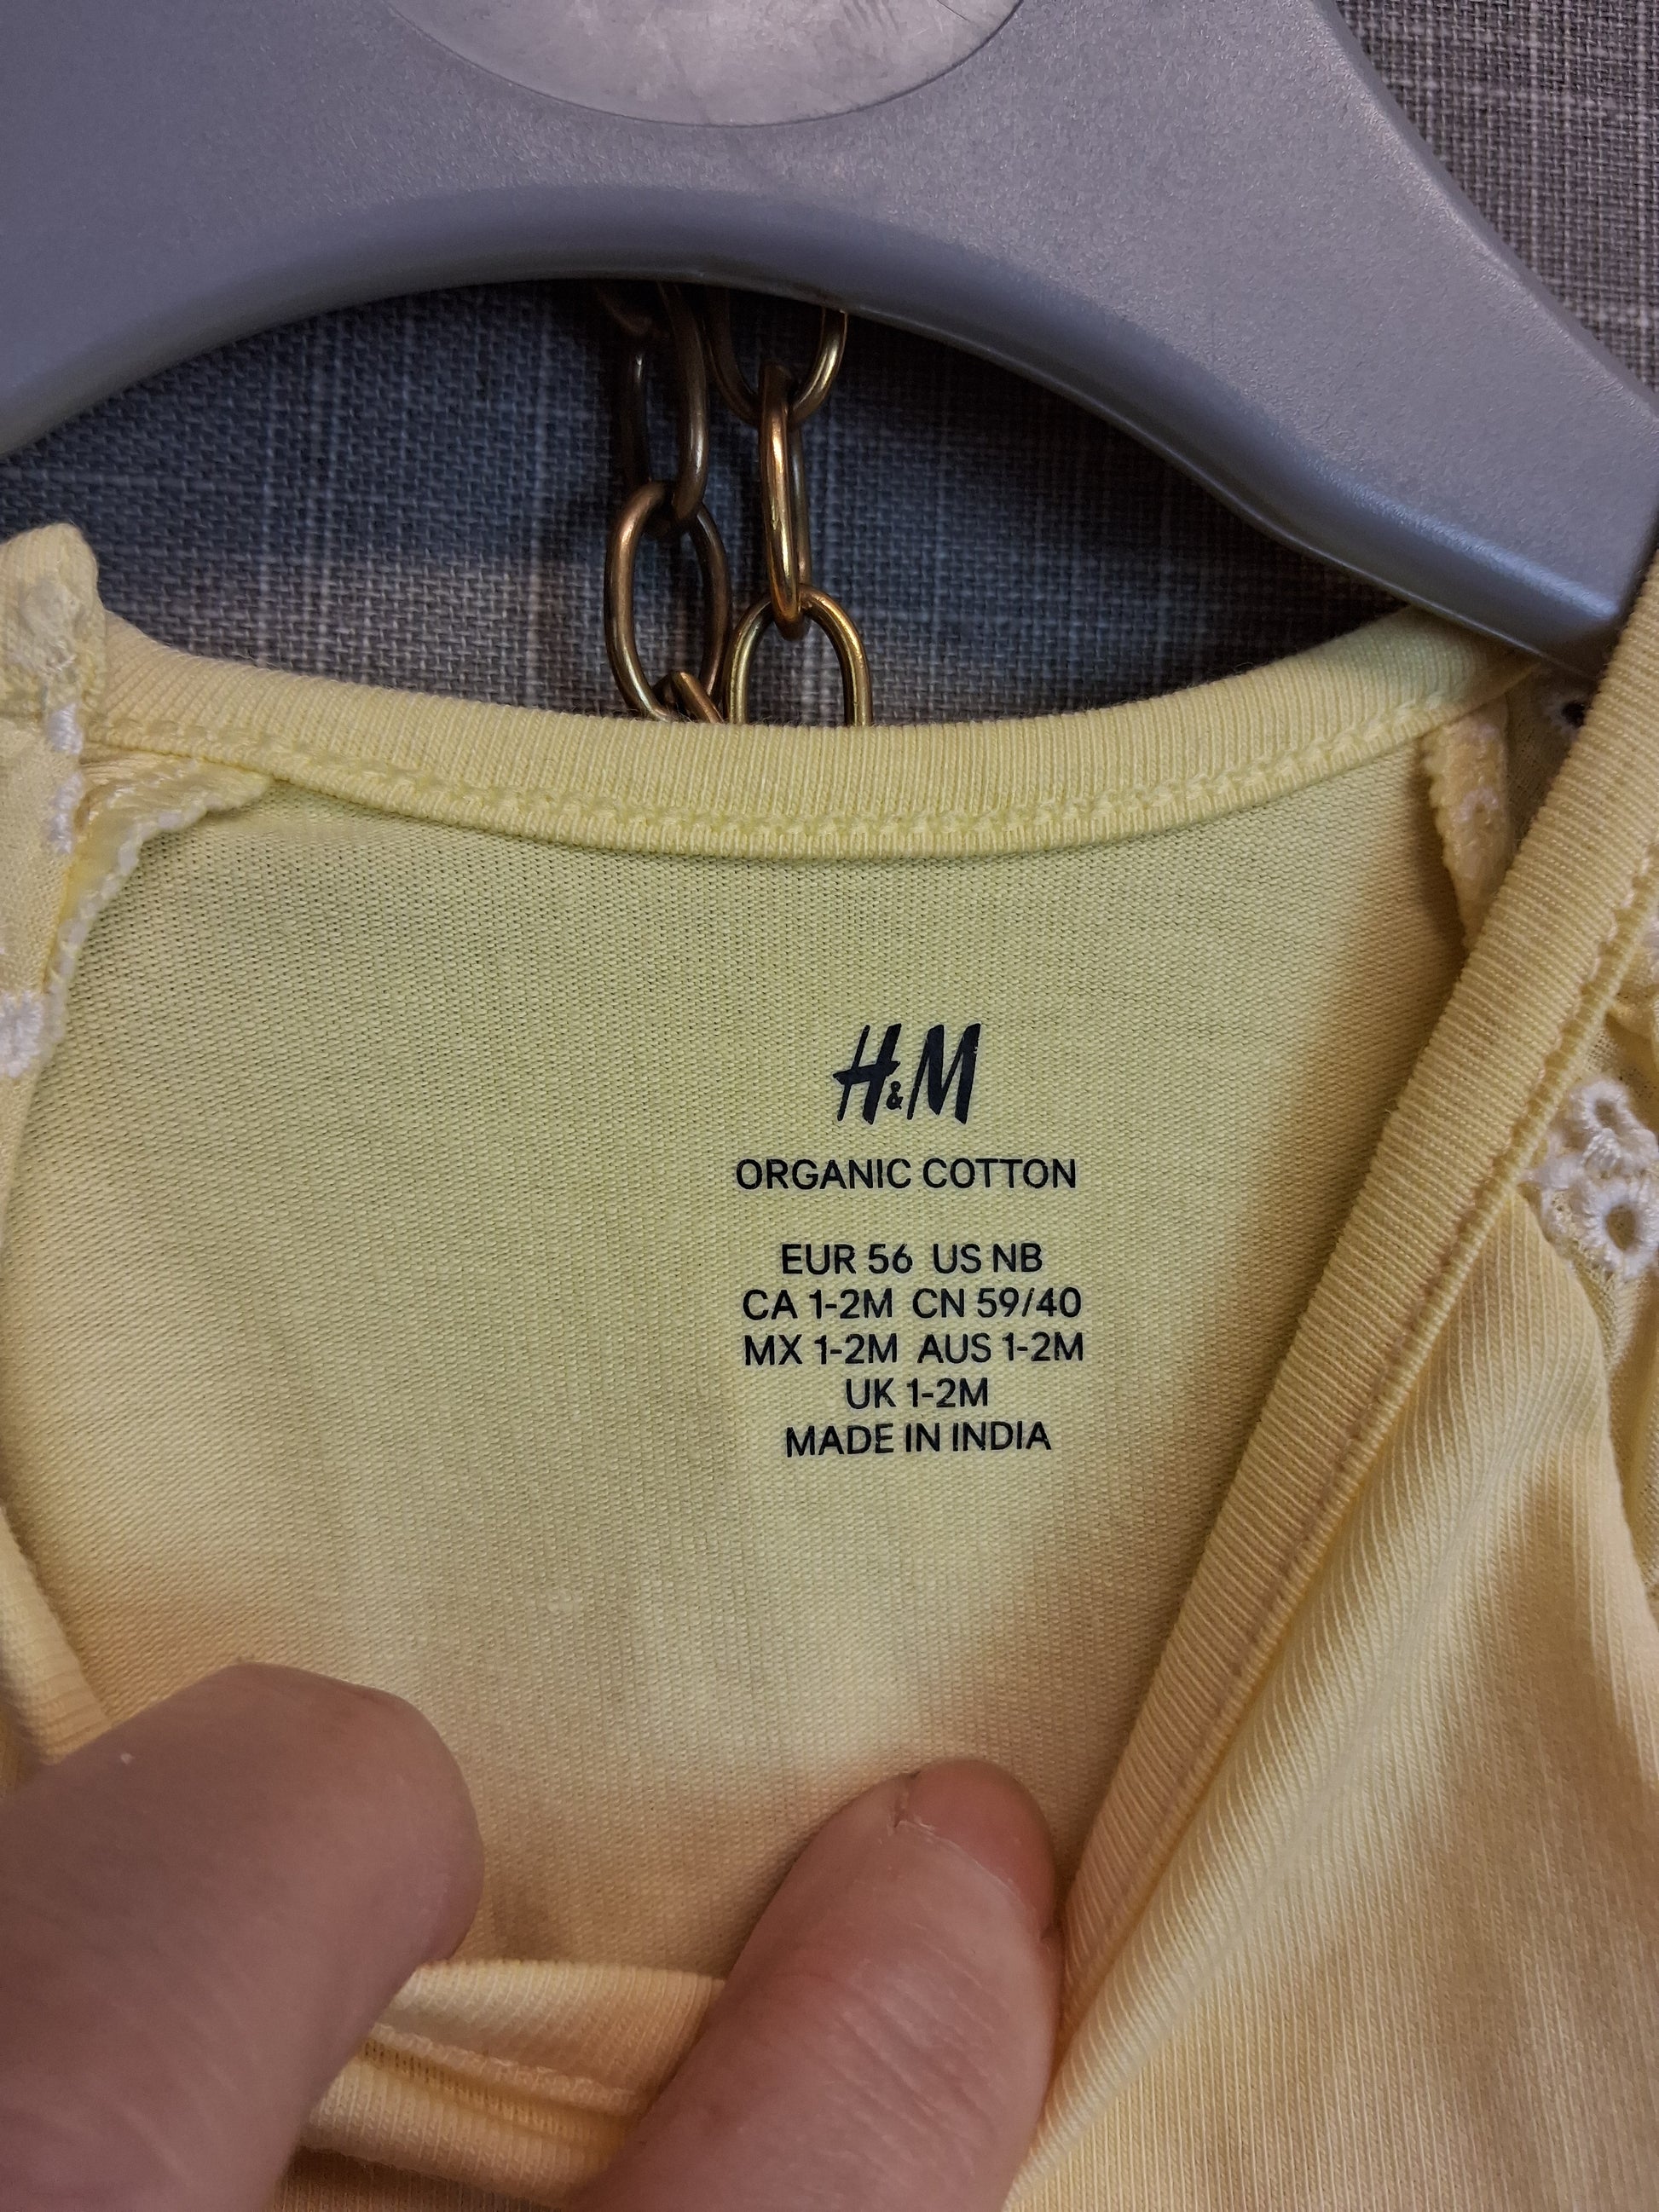 H&M
ORGANIC COTTON
EUR 56 US NB
CA 1-2M CN 59/40
MX 1-2M AUS 1-2M
UK 1-2M
MADE IN INDIA